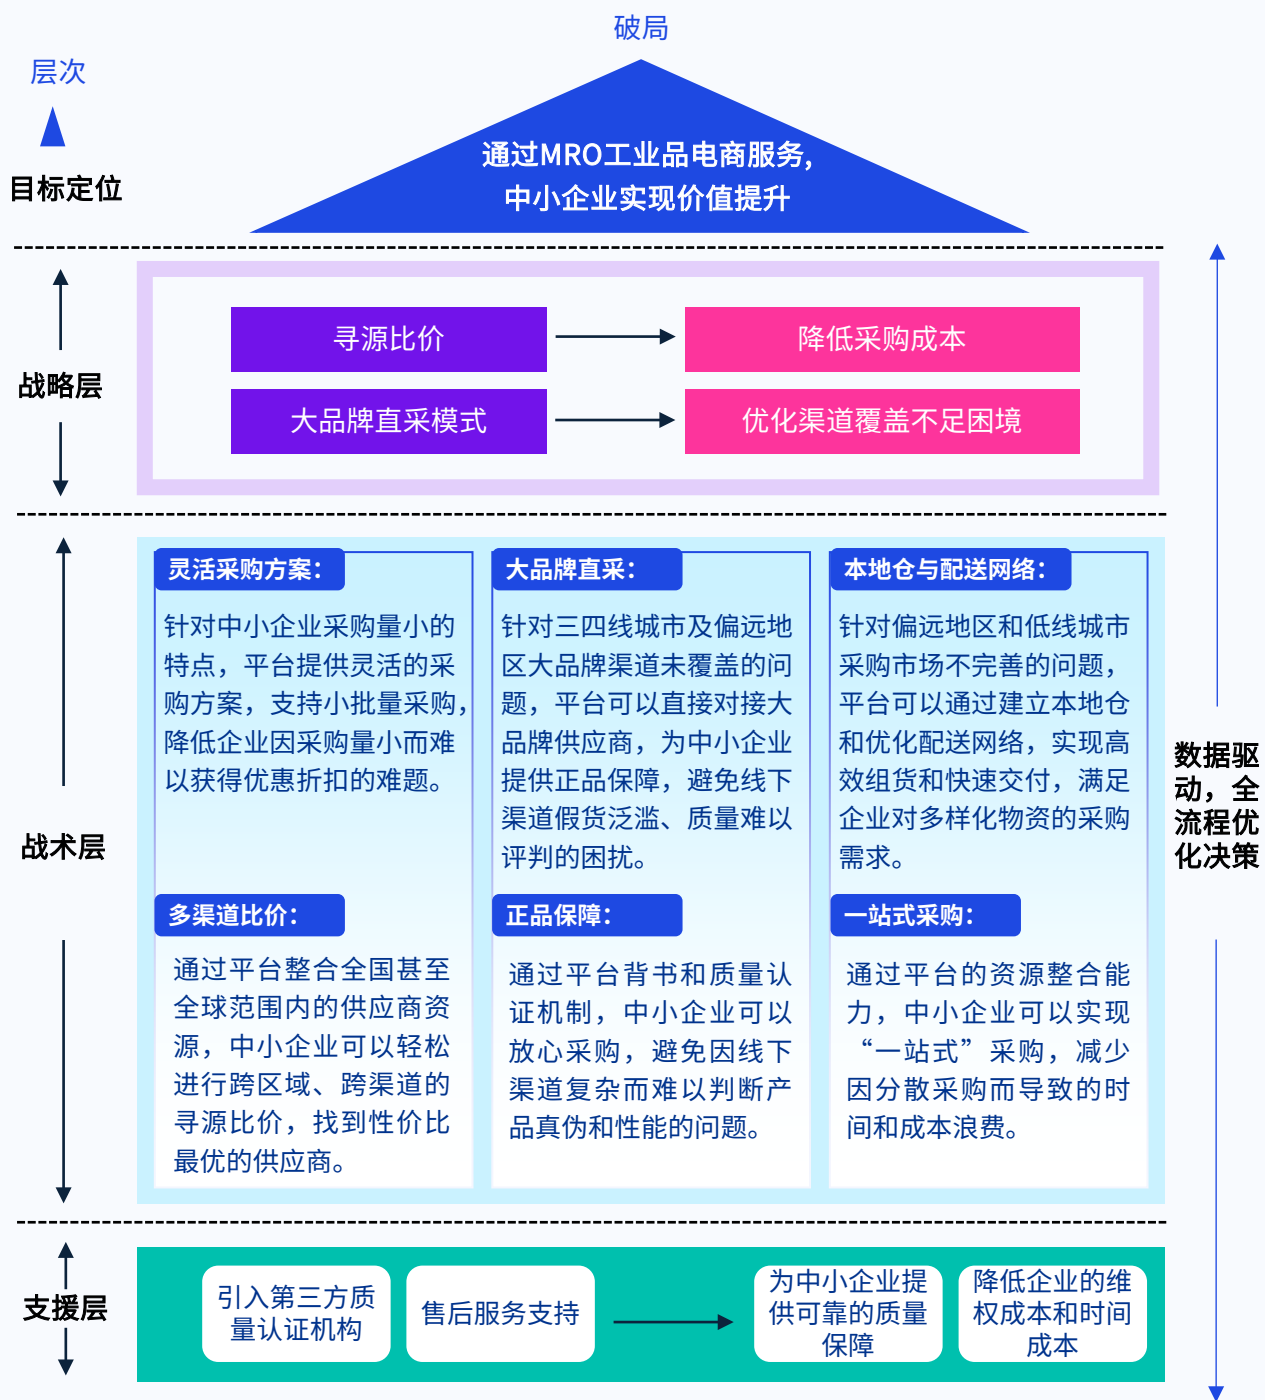 破局
层次
通过MRO工业品电商服务,
中小企业实现价值提升
目标定位
战略层
寻源比价
降低采购成本
大品牌直采模式
优化渠道覆盖不足困境
战术层
灵活采购方案：
针对中小企业采购量小的
特点，平台提供灵活的采
购方案，支持小批量采购，
降低企业因采购量小而难
以获得优惠折扣的难题。
大品牌直采：
针对三四线城市及偏远地
区大品牌渠道未覆盖的问
题，平台可以直接对接大
品牌供应商，为中小企业
提供正品保障，避免线下
渠道假货泛滥、质量难以
评判的困扰。
本地仓与配送网络：
针对偏远地区和低线城市
采购市场不完善的问题，
平台可以通过建立本地仓
和优化配送网络，实现高
效组货和快速交付，满足
企业对多样化物资的采购
需求。
多渠道比价：
通过平台整合全国甚至
全球范围内的供应商资
源，中小企业可以轻松
进行跨区域、跨渠道的
寻源比价，找到性价比
最优的供应商。
正品保障：
通过平台背书和质量认
证机制，中小企业可以
放心采购，避免因线下
渠道复杂而难以判断产
品真伪和性能的问题。
一站式采购：
通过平台的资源整合能
力，中小企业可以实现
“一站式”采购，减少
因分散采购而导致的时
间和成本浪费。
数据驱
动，全
流程优
化决策
支援层
引入第三方质
量认证机构
售后服务支持
为中小企业提
供可靠的质量
保障
降低企业的维
权成本和时间
成本